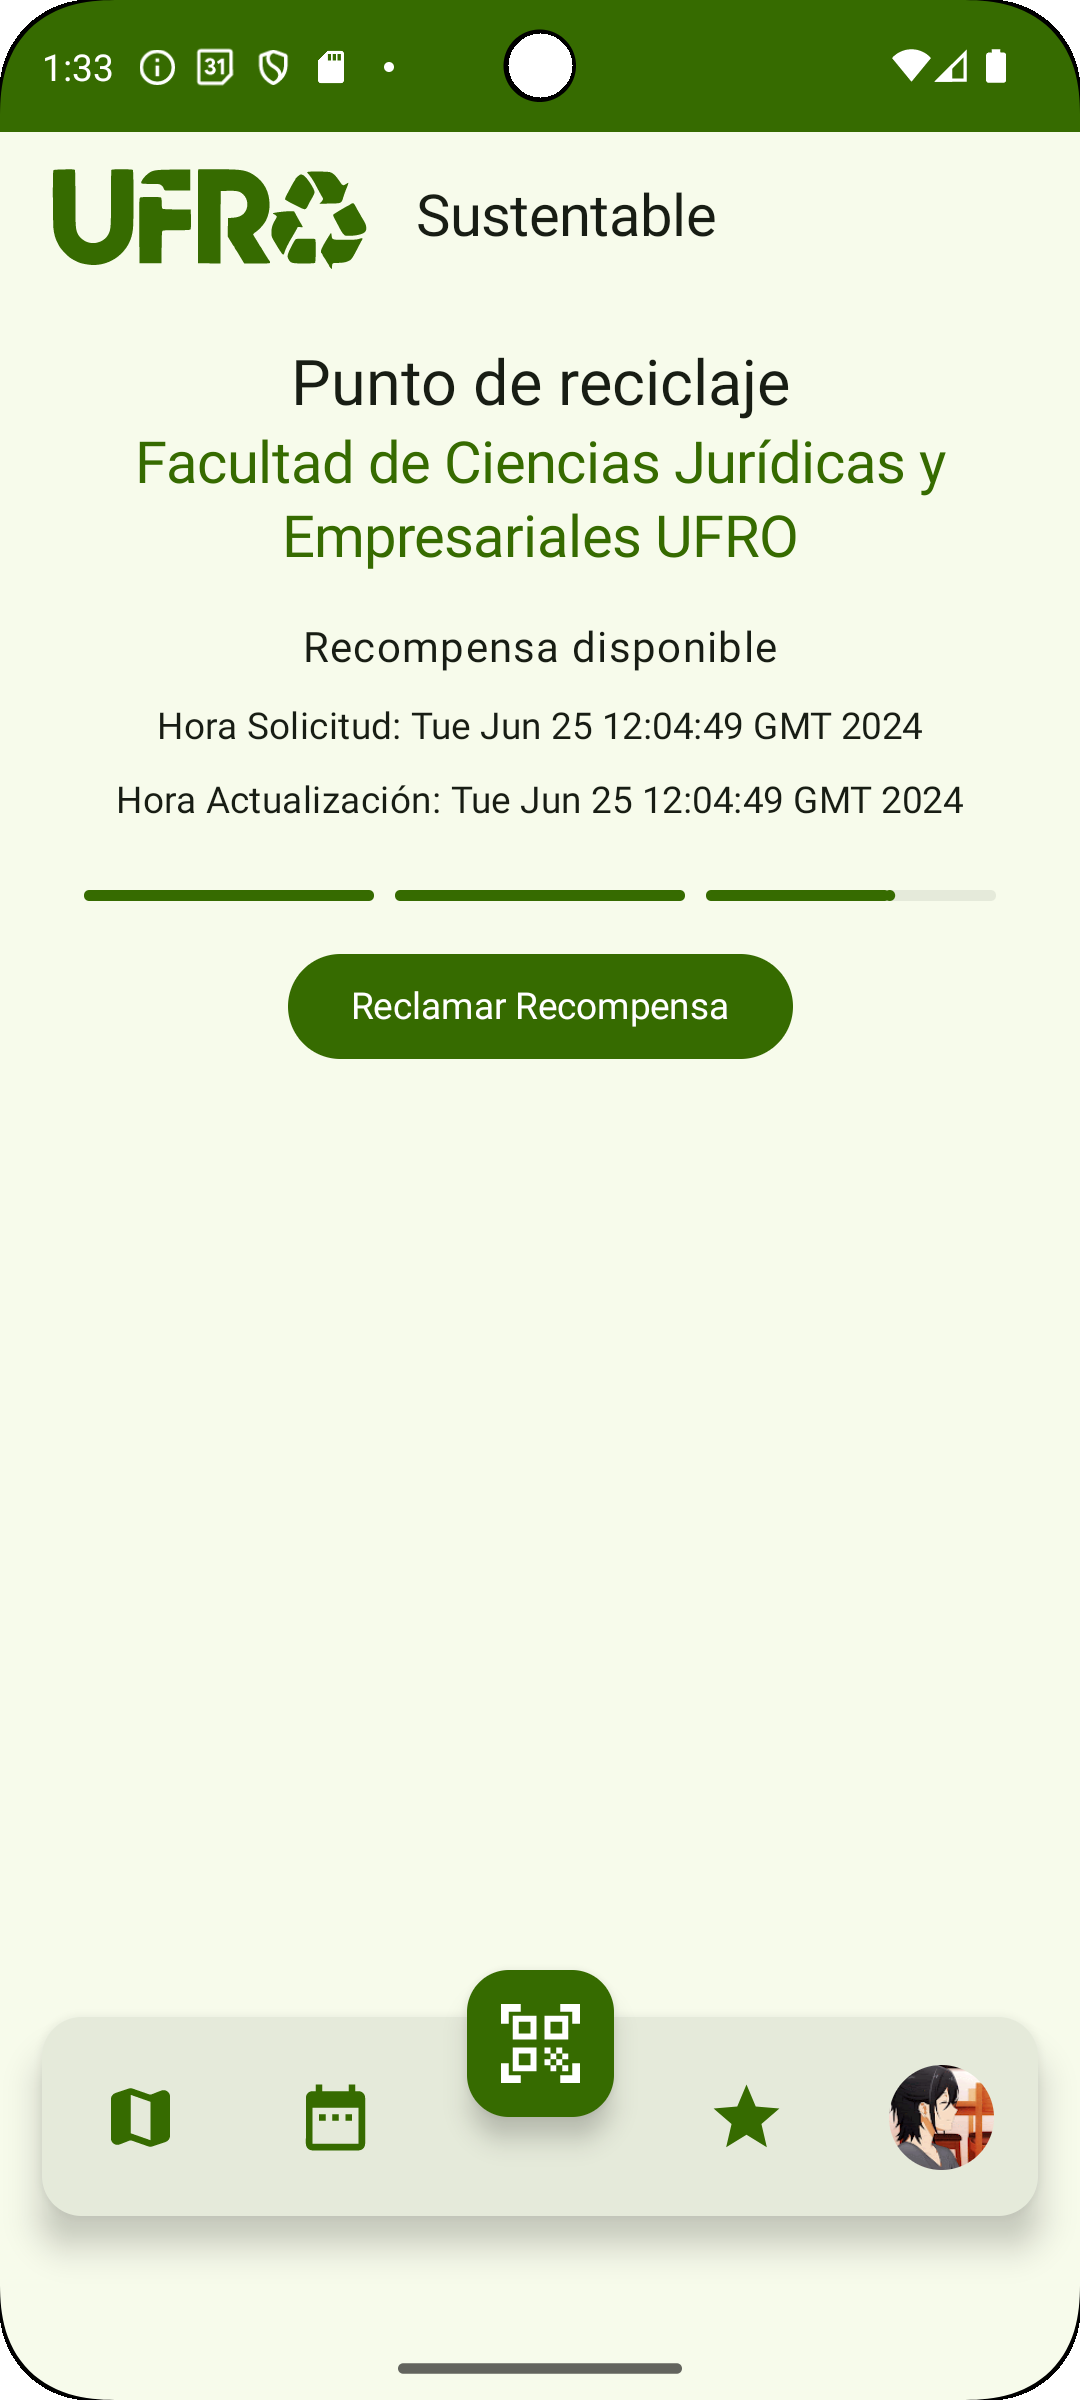 1:33
31
UFRO
Sustentable
Punto de reciclaje
Facultad de Ciencias Jurídicas y
Empresariales UFRO
Recompensa disponible
Hora Solicitud: Tue Jun 25 12:04:49 GMT 2024
Hora Actualización: Tue Jun 25 12:04:49 GMT 2024
Reclamar Recompensa